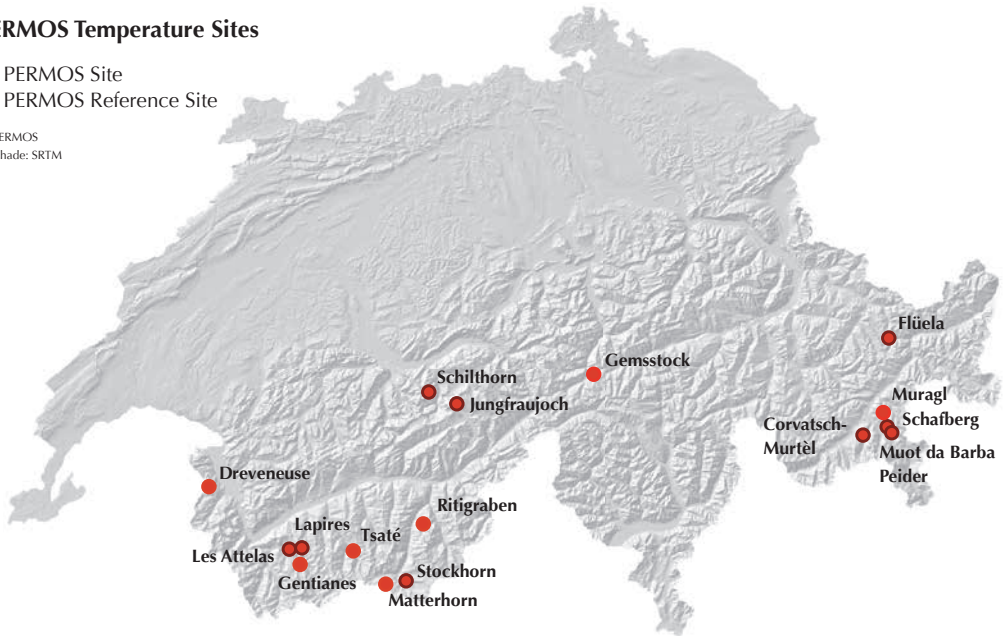 ERMOS Temperature Sites
PERMOS Site
PERMOS Reference Site
ERMOS
hade: SRTM
Flüela
Gemsstock
Schilthorn
Jungfraujoch
Muragl
Schafberg
Corvatsch-
Murtèl
Muot da Barba
Peider
Dreveneuse
Ritigraben
Lapires
Tsaté
Les Attelas
Stockhorn
Gentianes
Matterhorn